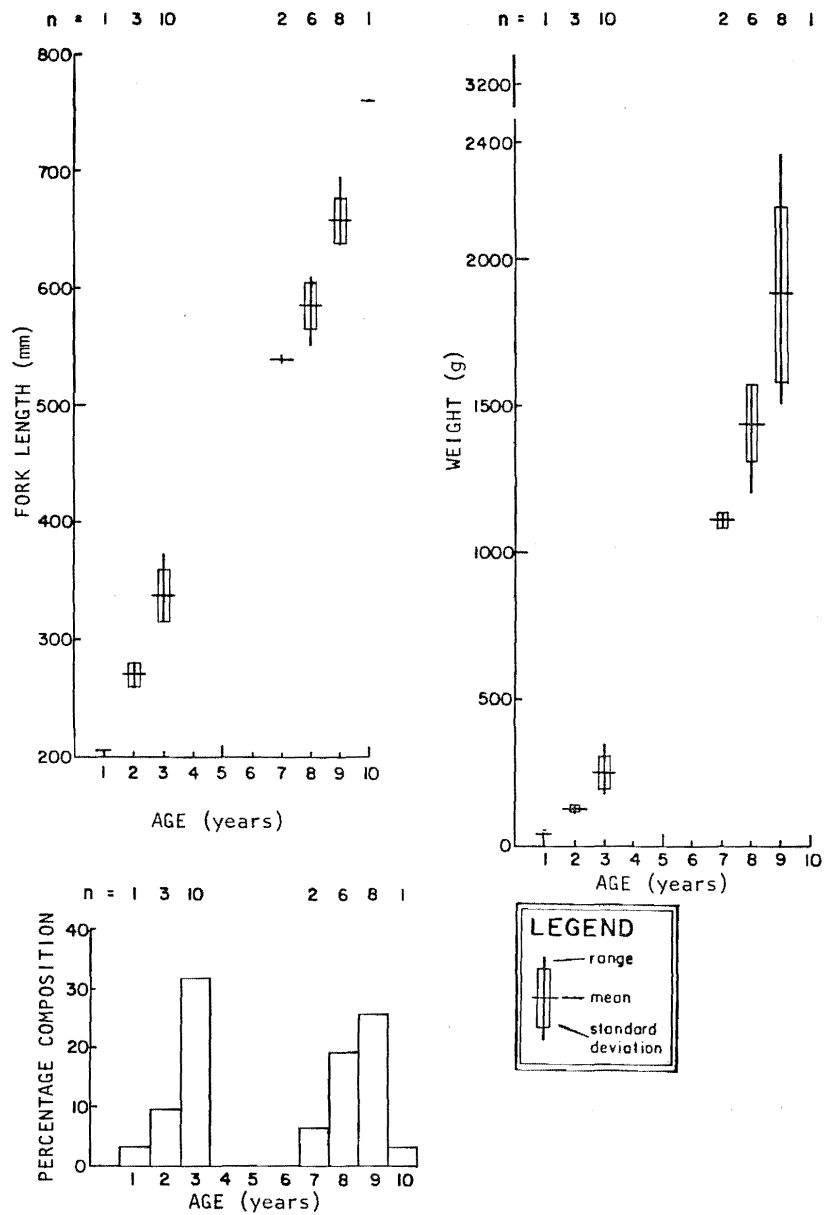 n = 1 3 10 2 6 8 1
800
700
600
500
400
300
200
FORK LENGTH (mm)
1 2 3 4 5 6 7 8 9 10
AGE (years)
n = 1 3 10 2 6 8 1
3200
2400
2000
1500
1000
500
0
WEIGHT (g)
1 2 3 4 5 6 7 8 9 10
AGE (years)
n = 1 3 10 2 6 8 1
40
30
20
10
0
PERCENTAGE COMPOSITION
1 2 3 4 5 6 7 8 9 10
AGE (years)
LEGEND
range
mean
standard
deviation